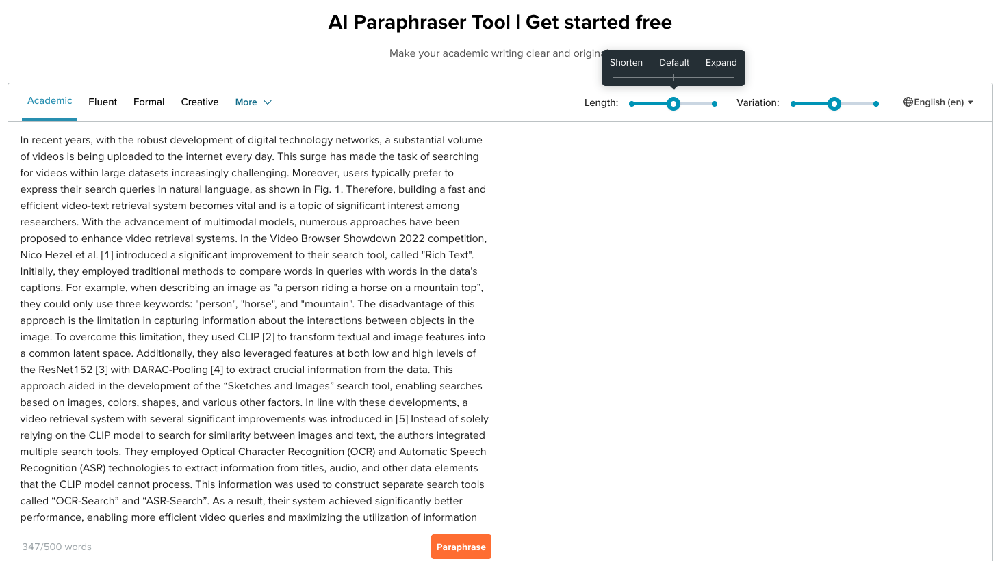 AI Paraphraser Tool | Get started free
Make your academic writing clear and origina
Shorten Default Expand
Academic Fluent Formal Creative More Length: Variation: English (en)
In recent years, with the robust development of digital technology networks, a substantial volume
of videos is being uploaded to the internet every day. This surge has made the task of searching
for videos within large datasets increasingly challenging. Moreover, users typically prefer to
express their search queries in natural language, as shown in Fig. 1. Therefore, building a fast and
efficient video-text retrieval system becomes vital and is a topic of significant interest among
researchers. With the advancement of multimodal models, numerous approaches have been
proposed to enhance video retrieval systems. In the Video Browser Showdown 2022 competition,
Nico Hezel et al. [1] introduced a significant improvement to their search tool, called "Rich Text".
Initially, they employed traditional methods to compare words in queries with words in the data’s
captions. For example, when describing an image as "a person riding a horse on a mountain top”,
they could only use three keywords: "person", "horse", and "mountain". The disadvantage of this
approach is the limitation in capturing information about the interactions between objects in the
image. To overcome this limitation, they used CLIP [2] to transform textual and image features into
a common latent space. Additionally, they also leveraged features at both low and high levels of
the ResNet152 [3] with DARAC-Pooling [4] to extract crucial information from the data. This
approach aided in the development of the “Sketches and Images” search tool, enabling searches
based on images, colors, shapes, and various other factors. In line with these developments, a
video retrieval system with several significant improvements was introduced in [5] Instead of solely
relying on the CLIP model to search for similarity between images and text, the authors integrated
multiple search tools. They employed Optical Character Recognition (OCR) and Automatic Speech
Recognition (ASR) technologies to extract information from titles, audio, and other data elements
that the CLIP model cannot process. This information was used to construct separate search tools
called “OCR-Search” and “ASR-Search”. As a result, their system achieved significantly better
performance, enabling more efficient video queries and maximizing the utilization of information
347/500 words Paraphrase